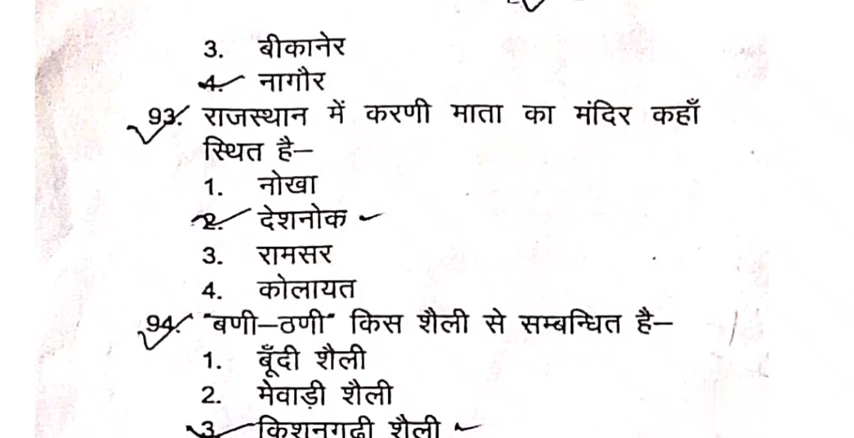 3. बीकानेर
4. नागौर
93. राजस्थान में करणी माता का मंदिर कहाँ
स्थित है–
1. नोखा
2. देशनोक
3. रामसर
4. कोलायत
94. "बणी–ठणी" किस शैली से सम्बन्धित है–
1. बूँदी शैली
2. मेवाड़ी शैली
3. किशनगढ़ी शैली